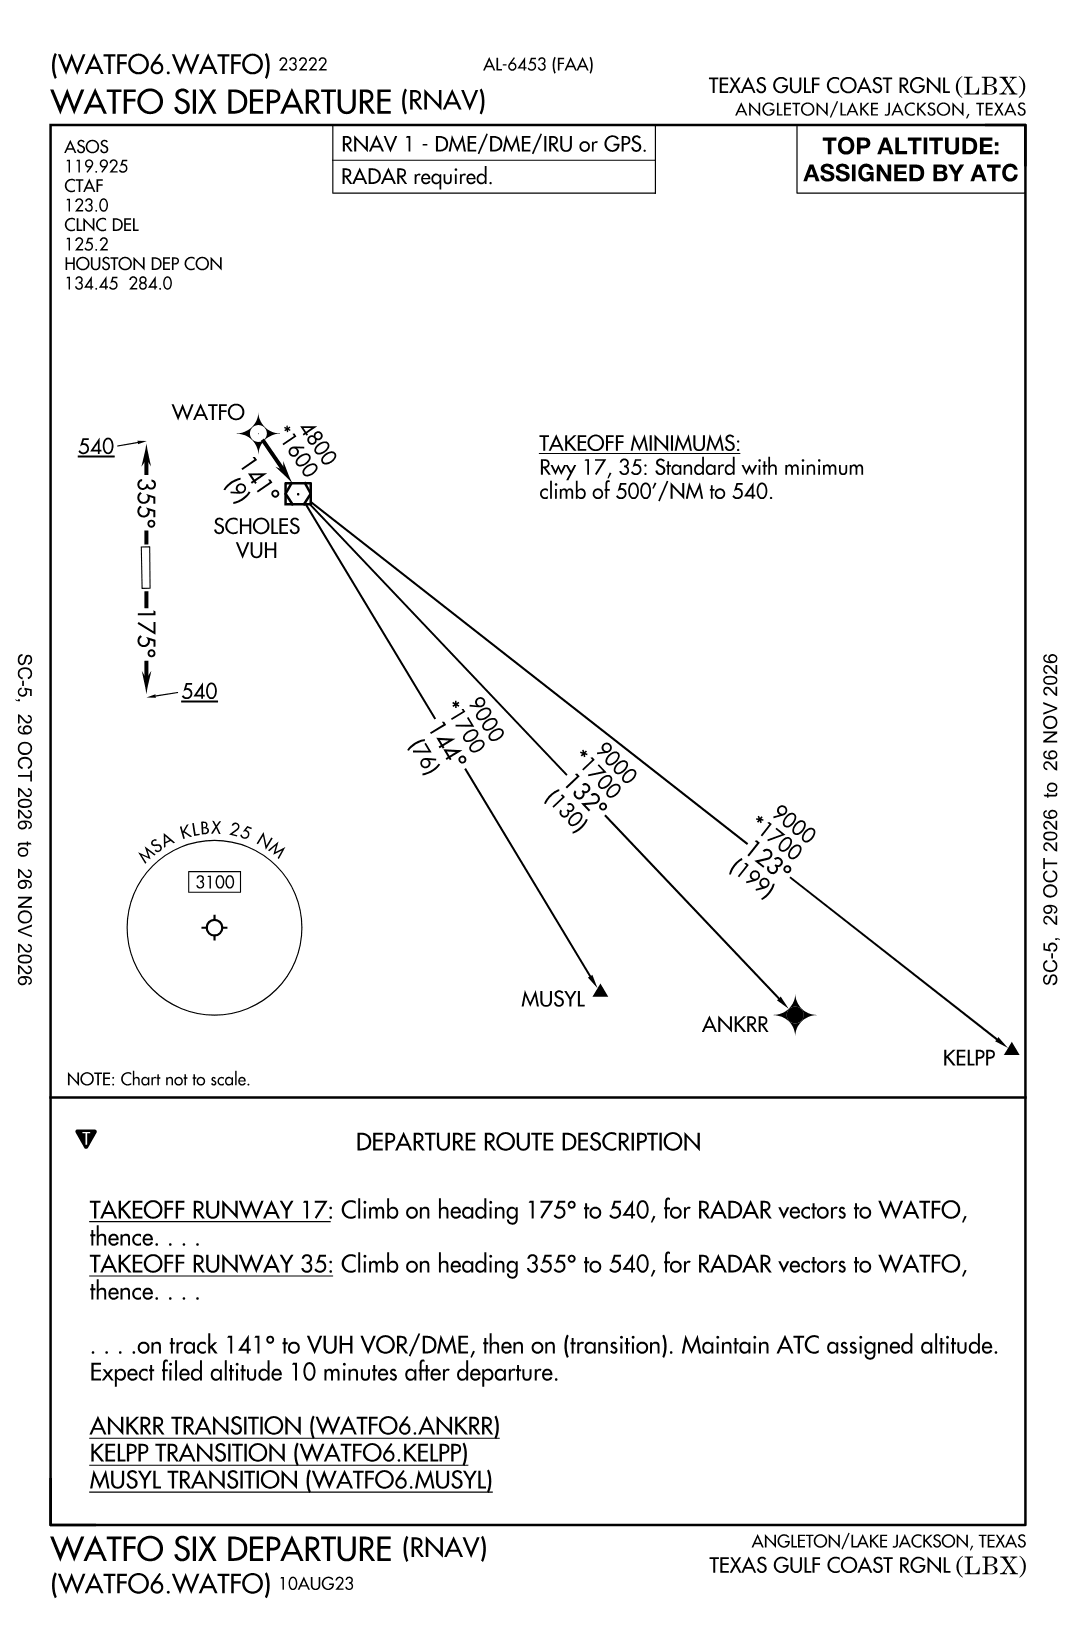 (WATFO6.WATFO) 23222
AL-6453 (FAA)
WATFO SIX DEPARTURE (RNAV)
TEXAS GULF COAST RGNL (LBX)
ANGLETON/LAKE JACKSON, TEXAS
ASOS
119.925
CTAF
123.0
CLNC DEL
125.2
HOUSTON DEP CON
134.45 284.0
RNAV 1 - DME/DME/IRU or GPS.
RADAR required.
TOP ALTITUDE:
ASSIGNED BY ATC
WATFO
4800
*1600
141°
(9)
SCHOLES
VUH
540
355°
175°
540
TAKEOFF MINIMUMS:
Rwy 17, 35: Standard with minimum
climb of 500'/NM to 540.
9000
*1700
144°
(76)
9000
*1700
132°
(130)
9000
*1700
123°
(199)
MSA KLBX 25 NM
3100
MUSYL
ANKRR
KELPP
NOTE: Chart not to scale.
SC-5, 29 OCT 2026 to 26 NOV 2026
SC-5, 29 OCT 2026 to 26 NOV 2026
T
DEPARTURE ROUTE DESCRIPTION
TAKEOFF RUNWAY 17: Climb on heading 175° to 540, for RADAR vectors to WATFO,
thence. . . .
TAKEOFF RUNWAY 35: Climb on heading 355° to 540, for RADAR vectors to WATFO,
thence. . . .
. . . .on track 141° to VUH VOR/DME, then on (transition). Maintain ATC assigned altitude.
Expect filed altitude 10 minutes after departure.
ANKRR TRANSITION (WATFO6.ANKRR)
KELPP TRANSITION (WATFO6.KELPP)
MUSYL TRANSITION (WATFO6.MUSYL)
WATFO SIX DEPARTURE (RNAV)
(WATFO6.WATFO) 10AUG23
ANGLETON/LAKE JACKSON, TEXAS
TEXAS GULF COAST RGNL (LBX)